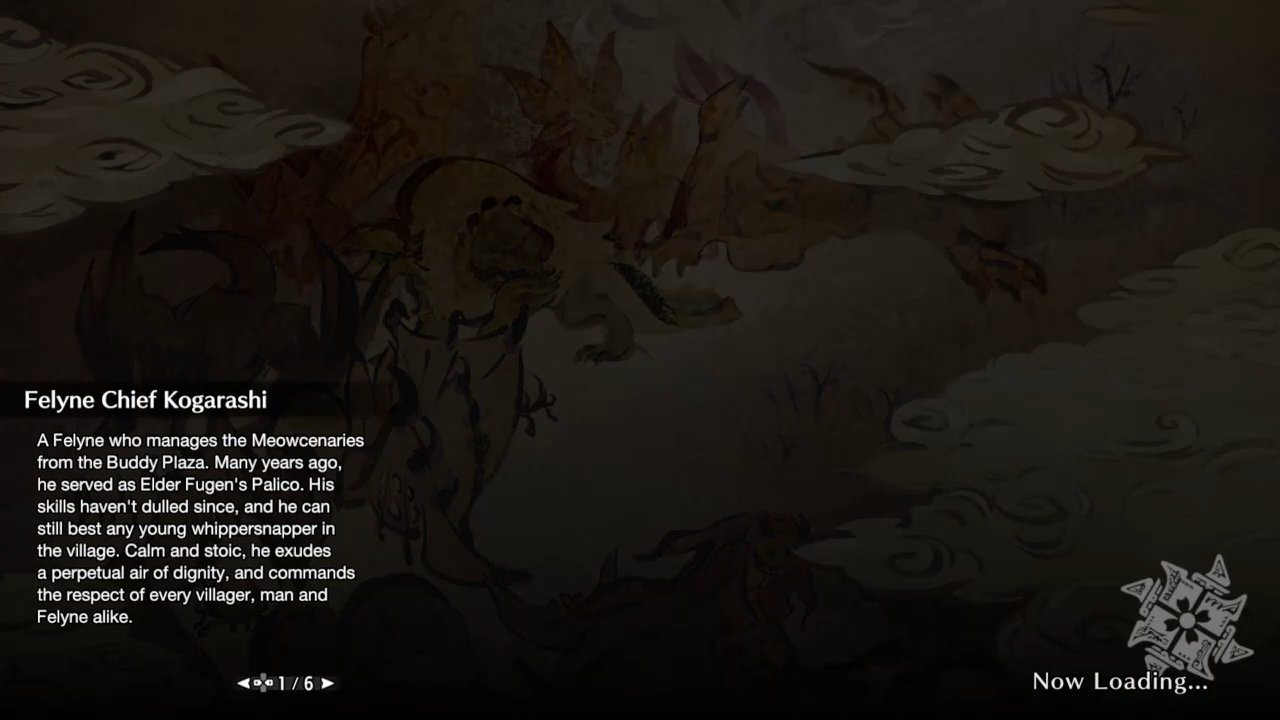 Felyne Chief Kogarashi
A Felyne who manages the Meowcenaries
from the Buddy Plaza. Many years ago,
he served as Elder Fugen's Palico. His
skills haven't dulled since, and he can
still best any young whippersnapper in
the village. Calm and stoic, he exudes
a perpetual air of dignity, and commands
the respect of every villager, man and
Felyne alike.
1 / 6
Now Loading...